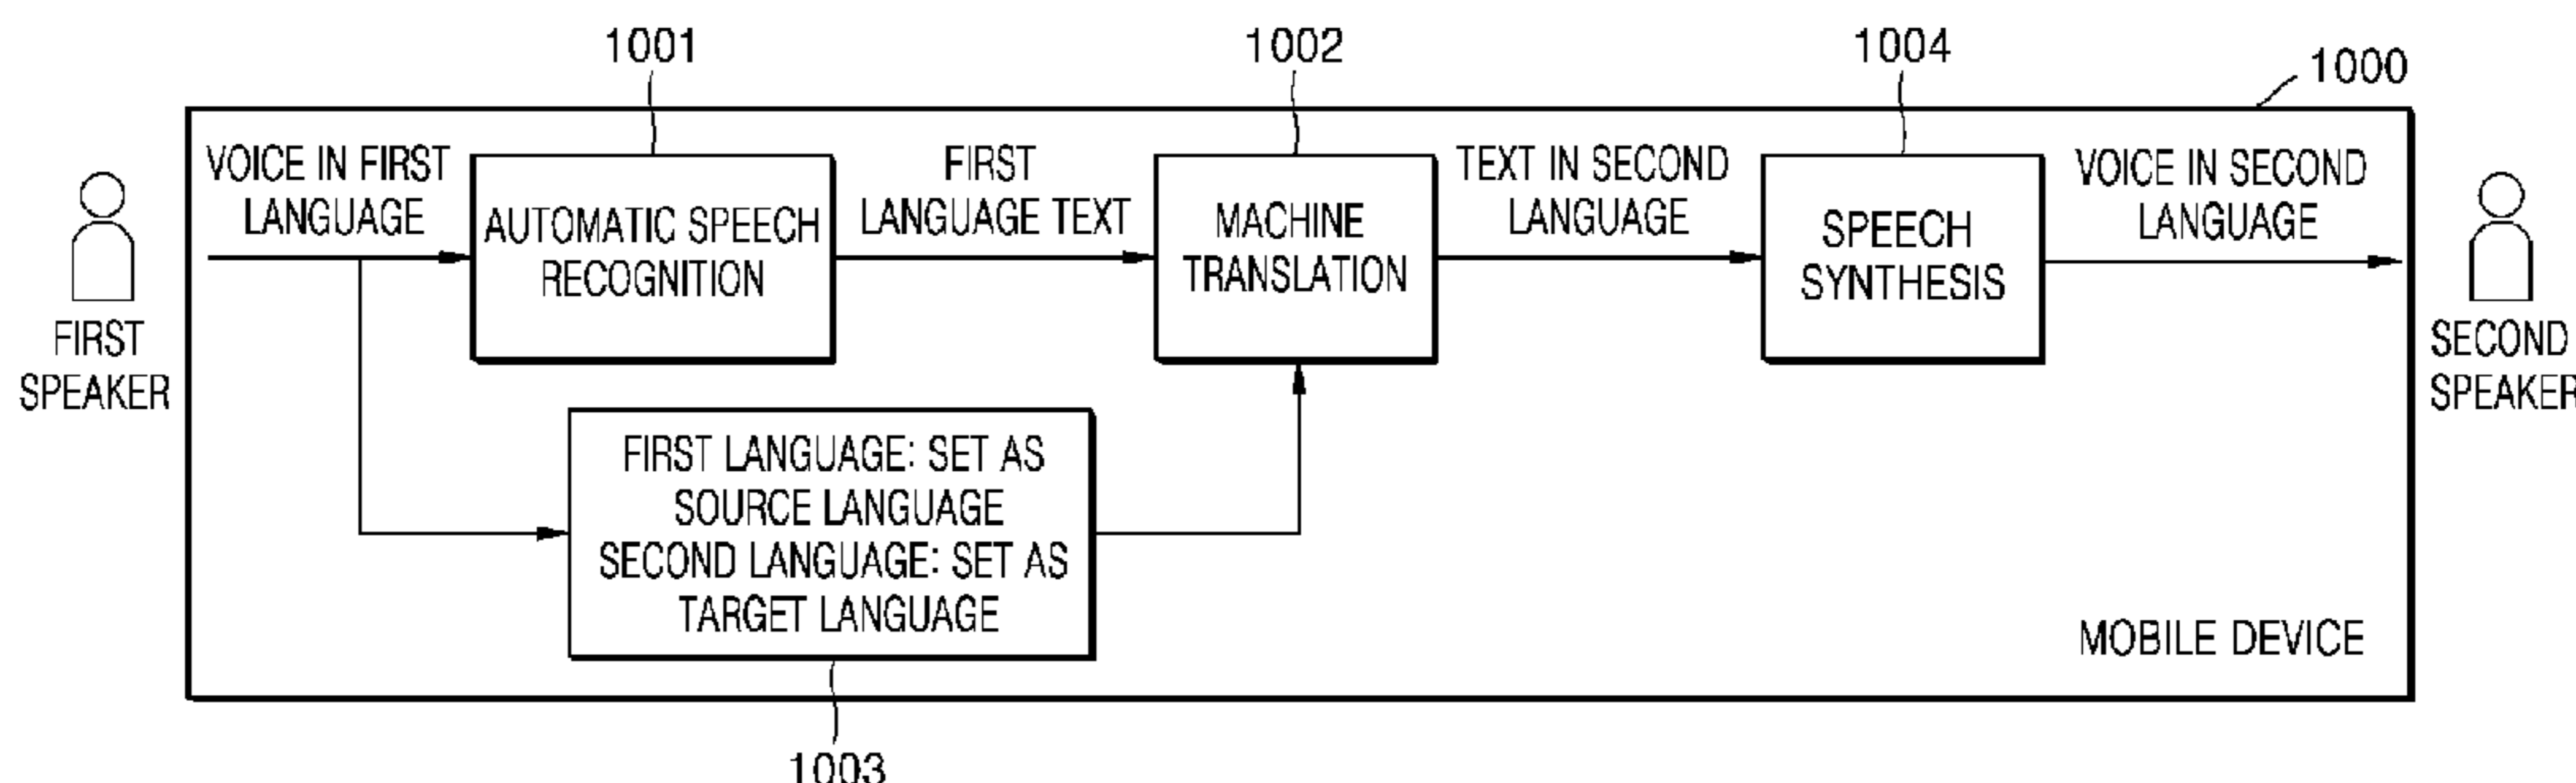 1001
1002
1004
1000
VOICE IN FIRST
LANGUAGE
AUTOMATIC SPEECH
RECOGNITION
FIRST
LANGUAGE TEXT
MACHINE
TRANSLATION
TEXT IN SECOND
LANGUAGE
SPEECH
SYNTHESIS
VOICE IN SECOND
LANGUAGE
FIRST
SPEAKER
SECOND
SPEAKER
FIRST LANGUAGE: SET AS
SOURCE LANGUAGE
SECOND LANGUAGE: SET AS
TARGET LANGUAGE
MOBILE DEVICE
1003